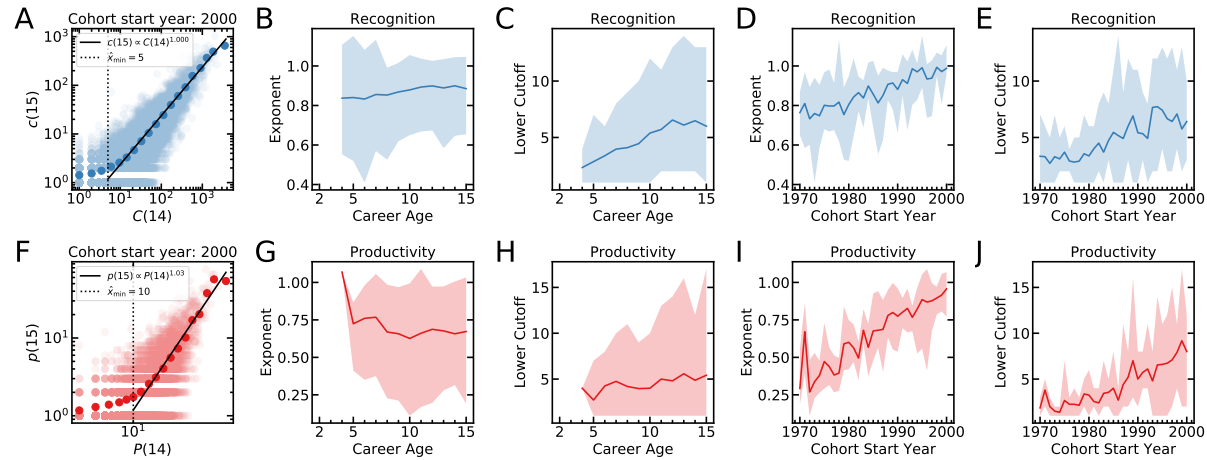 A
Cohort start year: 2000
c(15) ∝ C(14)^1.000
x̂min = 5
10^3
10^2
10^1
10^0
c(15)
10^0
10^1
10^2
10^3
C(14)
B
Recognition
1.0
0.8
0.6
0.4
Exponent
2
5
10
15
Career Age
C
Recognition
10
5
Lower Cutoff
2
5
10
15
Career Age
D
Recognition
1.0
0.8
0.6
0.4
Exponent
1970
1980
1990
2000
Cohort Start Year
E
Recognition
10
5
Lower Cutoff
1970
1980
1990
2000
Cohort Start Year
F
Cohort start year: 2000
p(15) ∝ P(14)^1.03
x̂min = 10
10^1
10^0
p(15)
10^1
P(14)
G
Productivity
1.00
0.75
0.50
0.25
Exponent
2
5
10
15
Career Age
H
Productivity
15
10
5
Lower Cutoff
2
5
10
15
Career Age
I
Productivity
1.00
0.75
0.50
0.25
Exponent
1970
1980
1990
2000
Cohort Start Year
J
Productivity
15
10
5
Lower Cutoff
1970
1980
1990
2000
Cohort Start Year